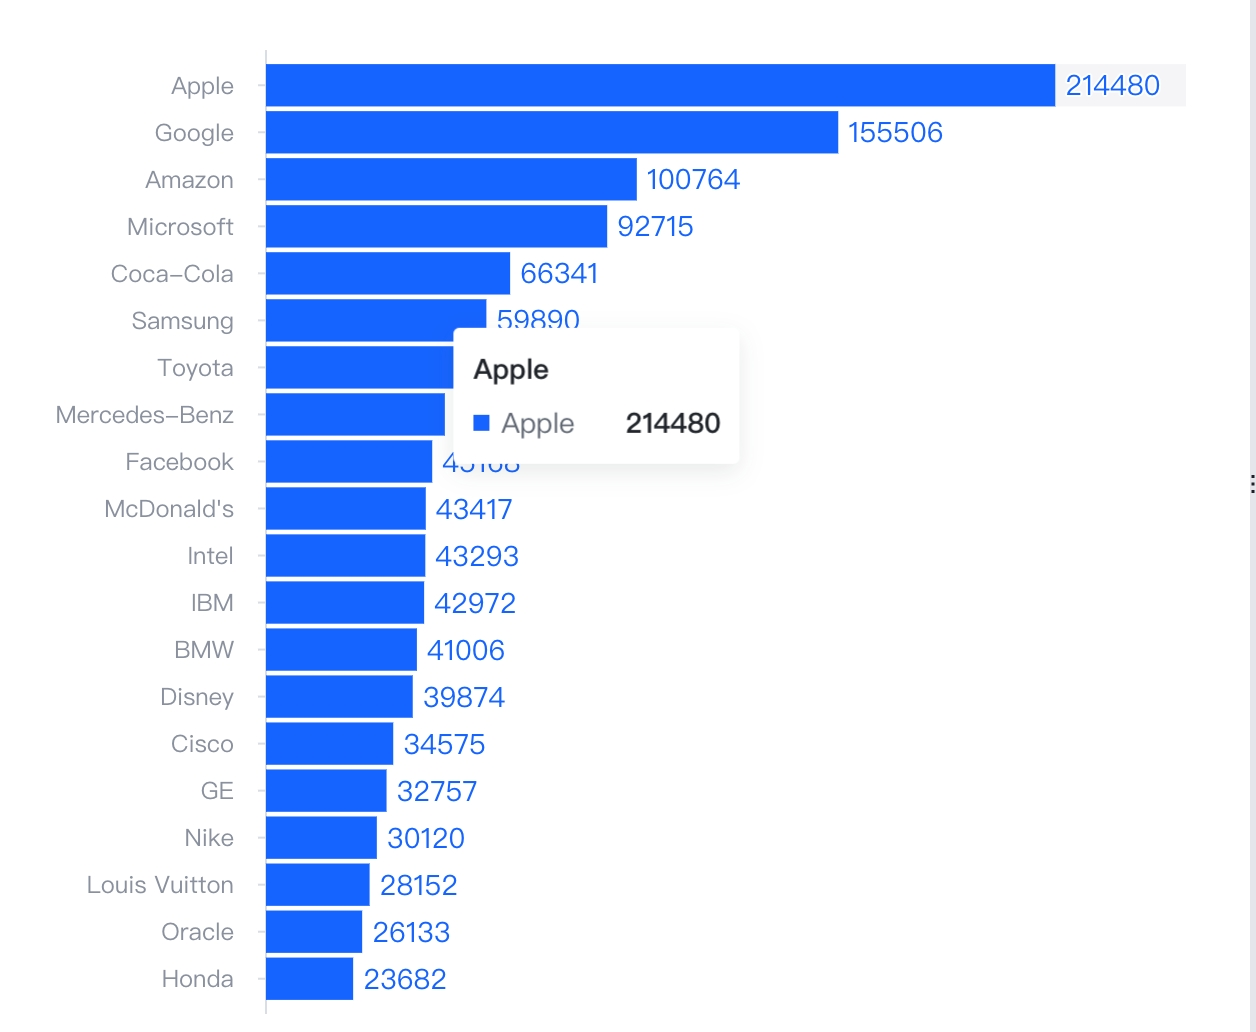 Apple 214480
Google 155506
Amazon 100764
Microsoft 92715
Coca–Cola 66341
Samsung 59890
Toyota
Apple
Mercedes–Benz
Apple 214480
Facebook
McDonald's 43417
Intel 43293
IBM 42972
BMW 41006
Disney 39874
Cisco 34575
GE 32757
Nike 30120
Louis Vuitton 28152
Oracle 26133
Honda 23682